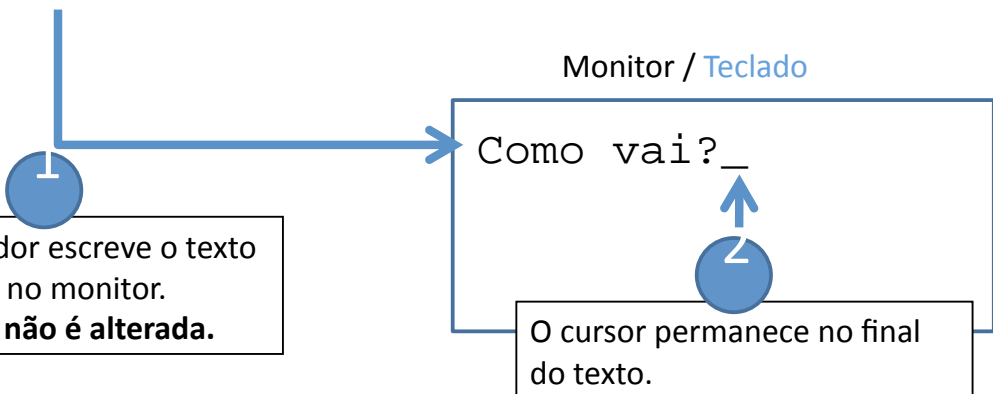 Monitor / Teclado
Como vai?_
1
dor escreve o texto
no monitor.
não é alterada.
2
O cursor permanece no final
do texto.